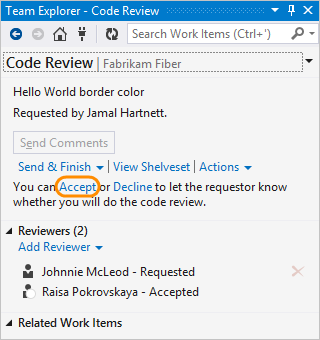 Team Explorer - Code Review
Search Work Items (Ctrl+')
Code Review | Fabrikam Fiber
Hello World border color
Requested by Jamal Hartnett.
Send Comments
Send & Finish | View Shelveset | Actions
You can Accept or Decline to let the requestor know
whether you will do the code review.
Reviewers (2)
Add Reviewer
Johnnie McLeod - Requested
Raisa Pokrovskaya - Accepted
Related Work Items